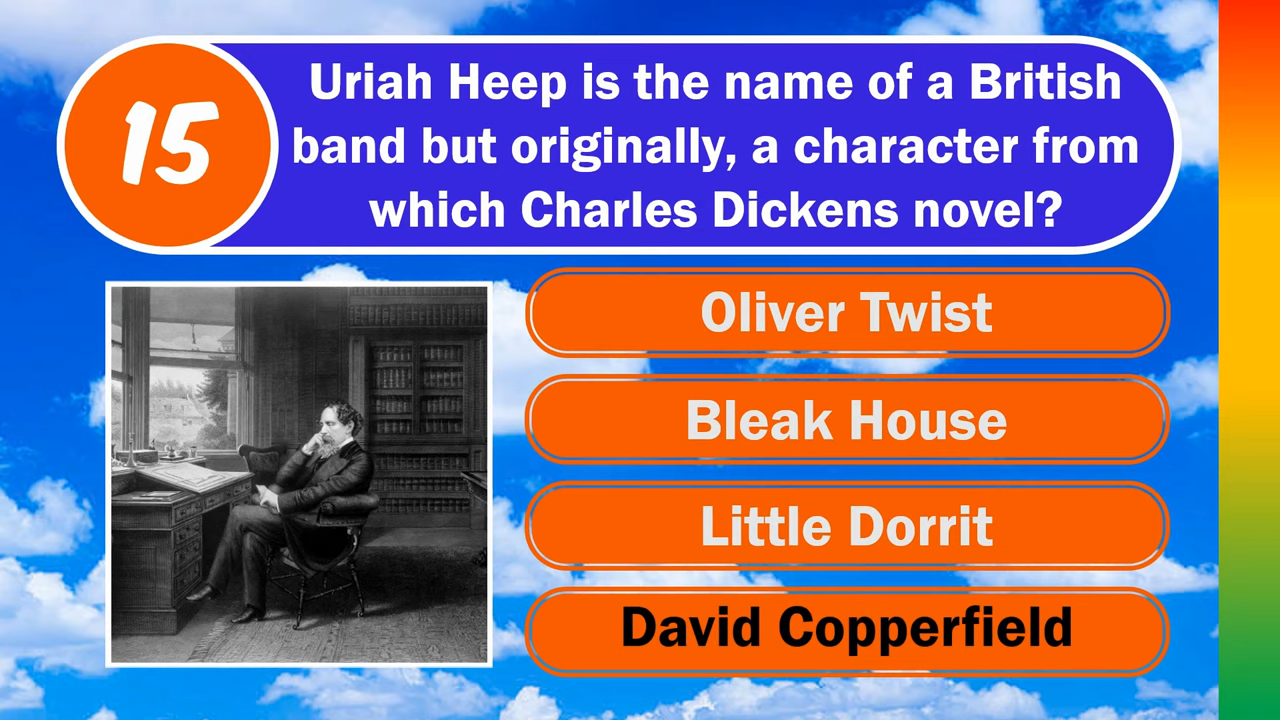 15
Uriah Heep is the name of a British
band but originally, a character from
which Charles Dickens novel?
Oliver Twist
Bleak House
Little Dorrit
David Copperfield